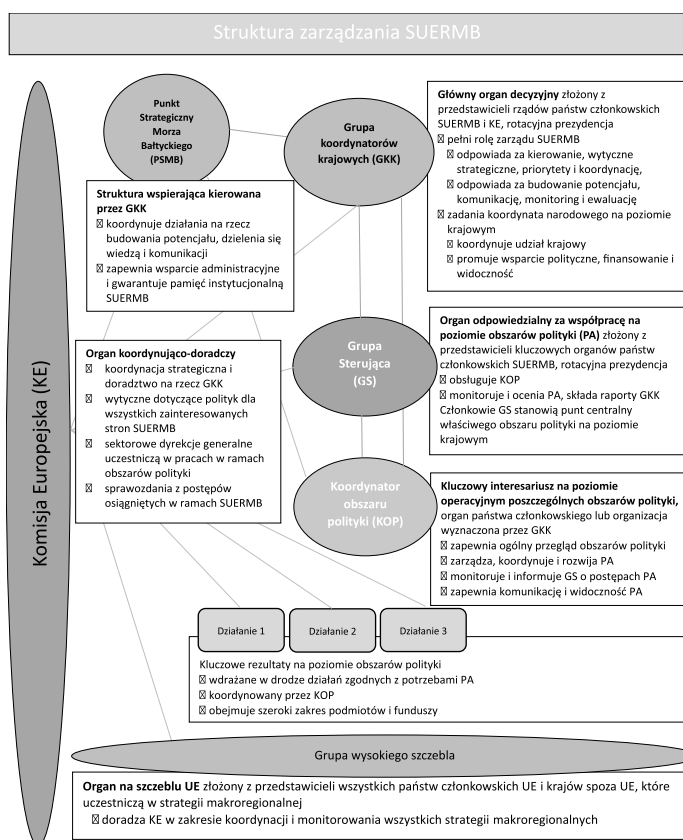 Struktura zarządzania SUERMB
Komisja Europejska (KE)
Punkt
Strategiczny
Morza
Bałtyckiego
(PSMB)
Grupa
koordynatorów
krajowych (GKK)
Główny organ decyzyjny złożony z
przedstawicieli rządów państw członkowskich
SUERMB i KE, rotacyjna prezydencja
pełni rolę zarządu SUERMB
odpowiada za kierowanie, wytyczne
strategiczne, priorytety i koordynację,
odpowiada za budowanie potencjału,
komunikację, monitoring i ewaluację
zadania koordynata narodowego na poziomie
krajowym
koordynuje udział krajowy
promuje wsparcie polityczne, finansowanie i
widoczność
Struktura wspierająca kierowana
przez GKK
koordynuje działania na rzecz
budowania potencjału, dzielenia się
wiedzą i komunikacji
zapewnia wsparcie administracyjne
i gwarantuje pamięć instytucjonalną
SUERMB
Grupa
Sterująca
(GS)
Organ odpowiedzialny za współpracę na
poziomie obszarów polityki (PA) złożony z
przedstawicieli kluczowych organów państw
członkowskich SUERMB, rotacyjna prezydencja
obsługuje KOP
monitoruje i ocenia PA, składa raporty GKK
Członkowie GS stanowią punkt centralny
właściwego obszaru polityki na poziomie
krajowym
Organ koordynująco-doradczy
koordynacja strategiczna i
doradztwo na rzecz GKK
wytyczne dotyczące polityk dla
wszystkich zainteresowanych
stron SUERMB
sektorowe dyrekcje generalne
uczestniczą w pracach w ramach
obszarów polityki
sprawozdania z postępów
osiągniętych w ramach SUERMB
Koordynator
obszaru
polityki (KOP)
Kluczowy interesariusz na poziomie
operacyjnym poszczególnych obszarów polityki,
organ państwa członkowskiego lub organizacja
wyznaczona przez GKK
zapewnia ogólny przegląd obszarów polityki
zarządza, koordynuje i rozwija PA
monitoruje i informuje GS o postępach PA
zapewnia komunikację i widoczność PA
Działanie 1
Działanie 2
Działanie 3
Kluczowe rezultaty na poziomie obszarów polityki
wdrażane w drodze działań zgodnych z potrzebami PA
koordynowany przez KOP
obejmuje szeroki zakres podmiotów i funduszy
Grupa wysokiego szczebla
Organ na szczeblu UE złożony z przedstawicieli wszystkich państw członkowskich UE i krajów spoza UE, które
uczestniczą w strategii makroregionalnej
doradza KE w zakresie koordynacji i monitorowania wszystkich strategii makroregionalnych